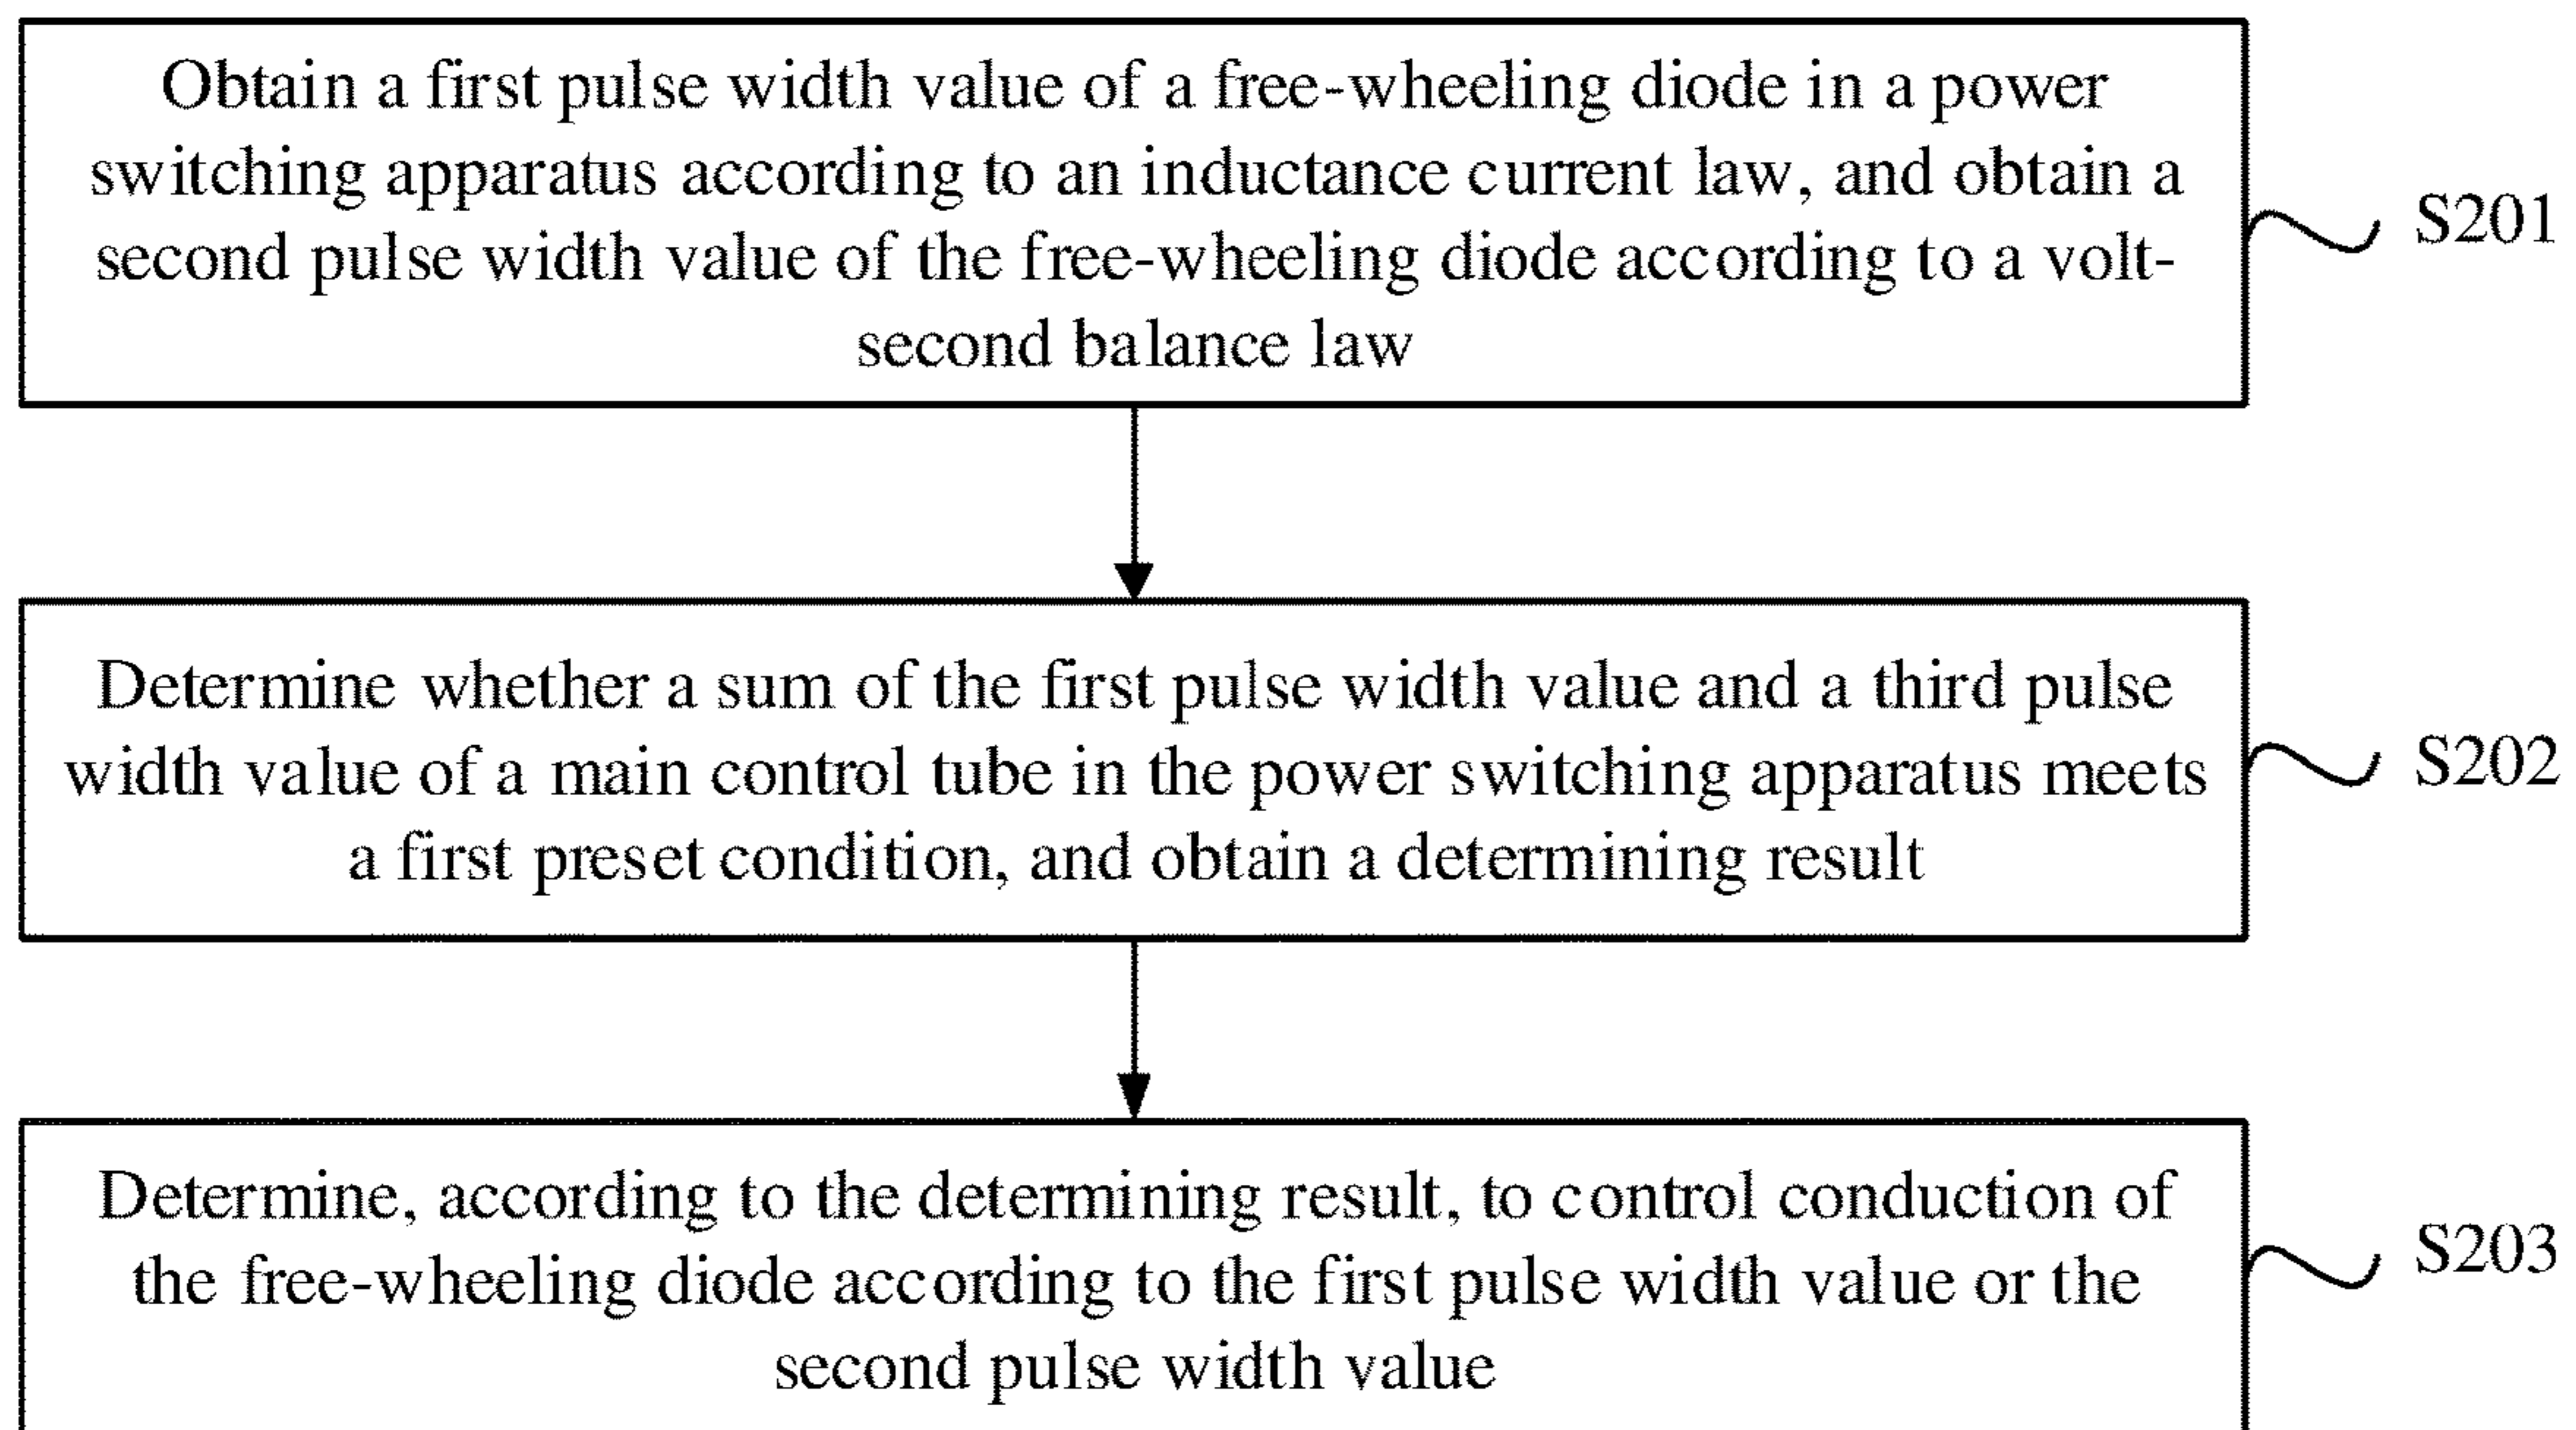 Obtain a first pulse width value of a free-wheeling diode in a power
switching apparatus according to an inductance current law, and obtain a
second pulse width value of the free-wheeling diode according to a volt-
second balance law
S201
Determine whether a sum of the first pulse width value and a third pulse
width value of a main control tube in the power switching apparatus meets
a first preset condition, and obtain a determining result
S202
Determine, according to the determining result, to control conduction of
the free-wheeling diode according to the first pulse width value or the
second pulse width value
S203